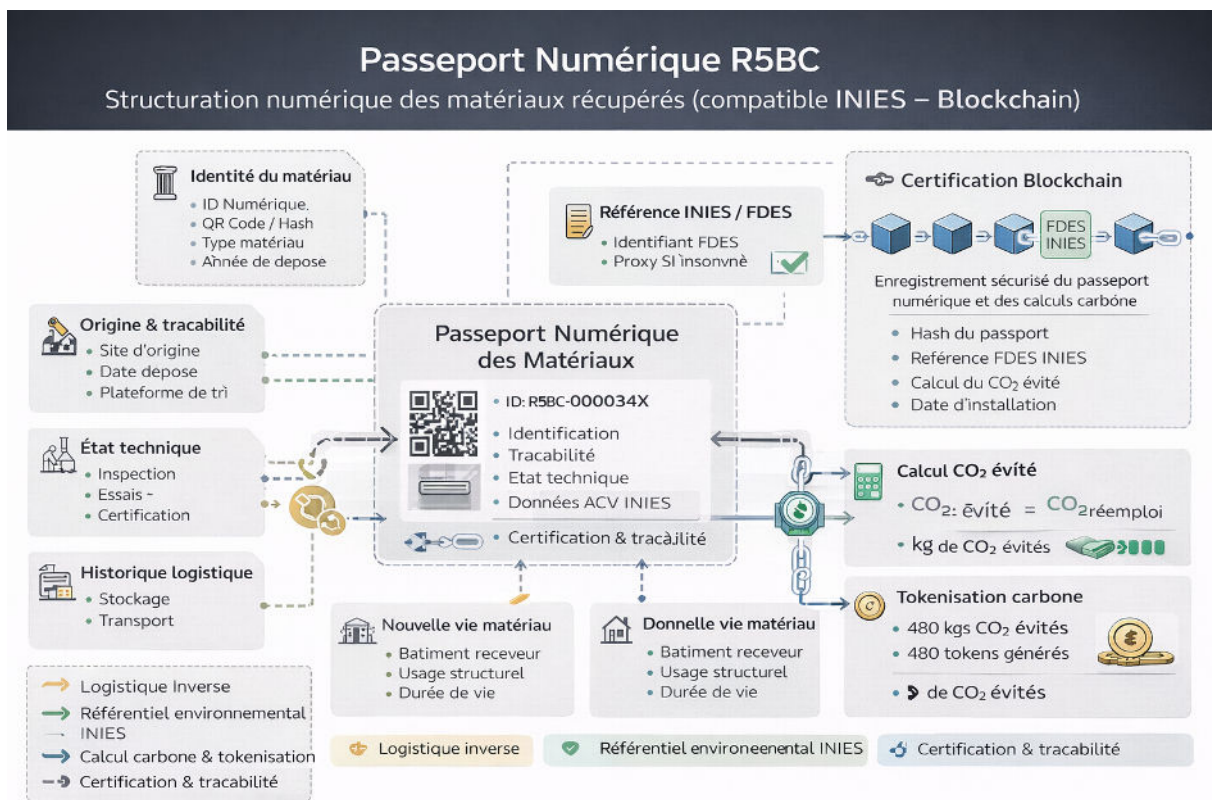 Passeport Numérique R5BC
Structuration numérique des matériaux récupérés (compatible INIES – Blockchain)
Identité du matériau
• ID Numérique.
• QR Code / Hash
• Type matériau
• Année de depose
Référence INIES / FDES
• Identifiant FDES
• Proxy SI
Certification Blockchain
FDES
INIES
Enregistrement sécurisé du passeport
numérique et des calculs carbóne
• Hash du passport
• Reférence FDES INIES
• Calcul du CO₂ évité
• Date d'installation
Origine & tracabilité
• Site d'origine
• Date depose
• Plateforme de trì
État technique
• Inspection
• Essais -
• Certification
Historique logistique
• Stockage
• Transport
Passeport Numérique
des Matériaux
• ID: R5BC-000034X
• Identification
• Tracabilité
• Etat technique
• Données ACV INIES
• Certification & tracàjlité
Calcul CO₂ évité
• CO₂: évité = CO₂réemploi
• kg de CO₂ évités
Tokenisation carbone
• 480 kgs CO₂ évités
• 480 tokens générés
• de CO₂ évités
Nouvelle vie matériau
• Batiment receveur
• Usage structurel
• Durée de vie
Donnelle vie matériau
• Batiment receveur
• Usage structurel
• Durée de vie
Logistique Inverse
Référentiel environnemental
INIES
Calcul carbone & tokenisation
Certification & tracabilité
Logistique inverse
Référentiel environeenental INIES
Certification & tracabilité